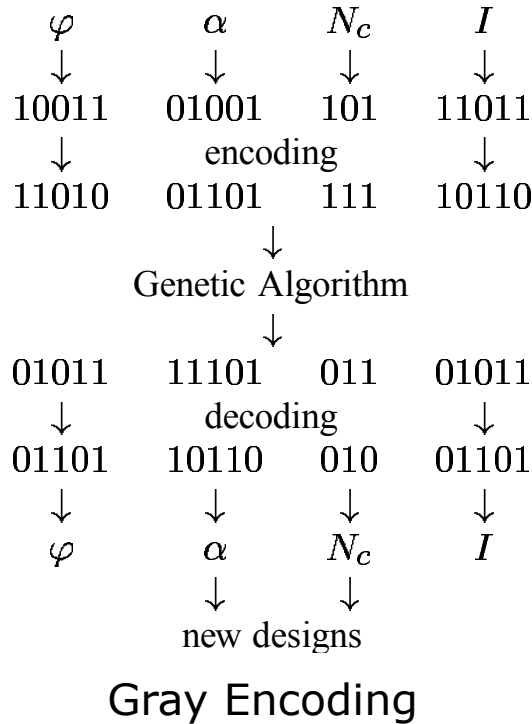 φ α N_c I
↓ ↓ ↓ ↓
10011 01001 101 11011
↓ encoding ↓
11010 01101 111 10110
↓
Genetic Algorithm
↓
01011 11101 011 01011
↓ decoding ↓
01101 10110 010 01101
↓ ↓ ↓ ↓
φ α N_c I
↓ ↓
new designs
Gray Encoding